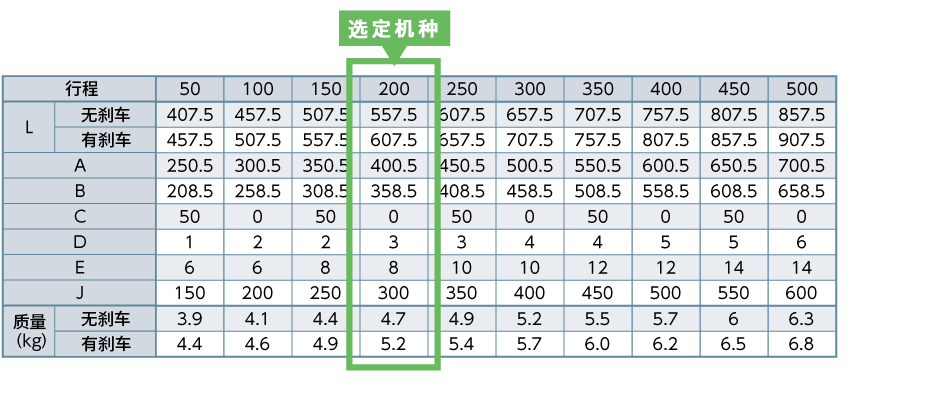 选定机种
行程 50 100 150 200 250 300 350 400 450 500
L 无刹车 407.5 457.5 507.5 557.5 607.5 657.5 707.5 757.5 807.5 857.5
有刹车 457.5 507.5 557.5 607.5 657.5 707.5 757.5 807.5 857.5 907.5
A 250.5 300.5 350.5 400.5 450.5 500.5 550.5 600.5 650.5 700.5
B 208.5 258.5 308.5 358.5 408.5 458.5 508.5 558.5 608.5 658.5
C 50 0 50 0 50 0 50 0 50 0
D 1 2 2 3 3 4 4 5 5 6
E 6 6 8 8 10 10 12 12 14 14
J 150 200 250 300 350 400 450 500 550 600
质量(kg) 无刹车 3.9 4.1 4.4 4.7 4.9 5.2 5.5 5.7 6 6.3
有刹车 4.4 4.6 4.9 5.2 5.4 5.7 6.0 6.2 6.5 6.8